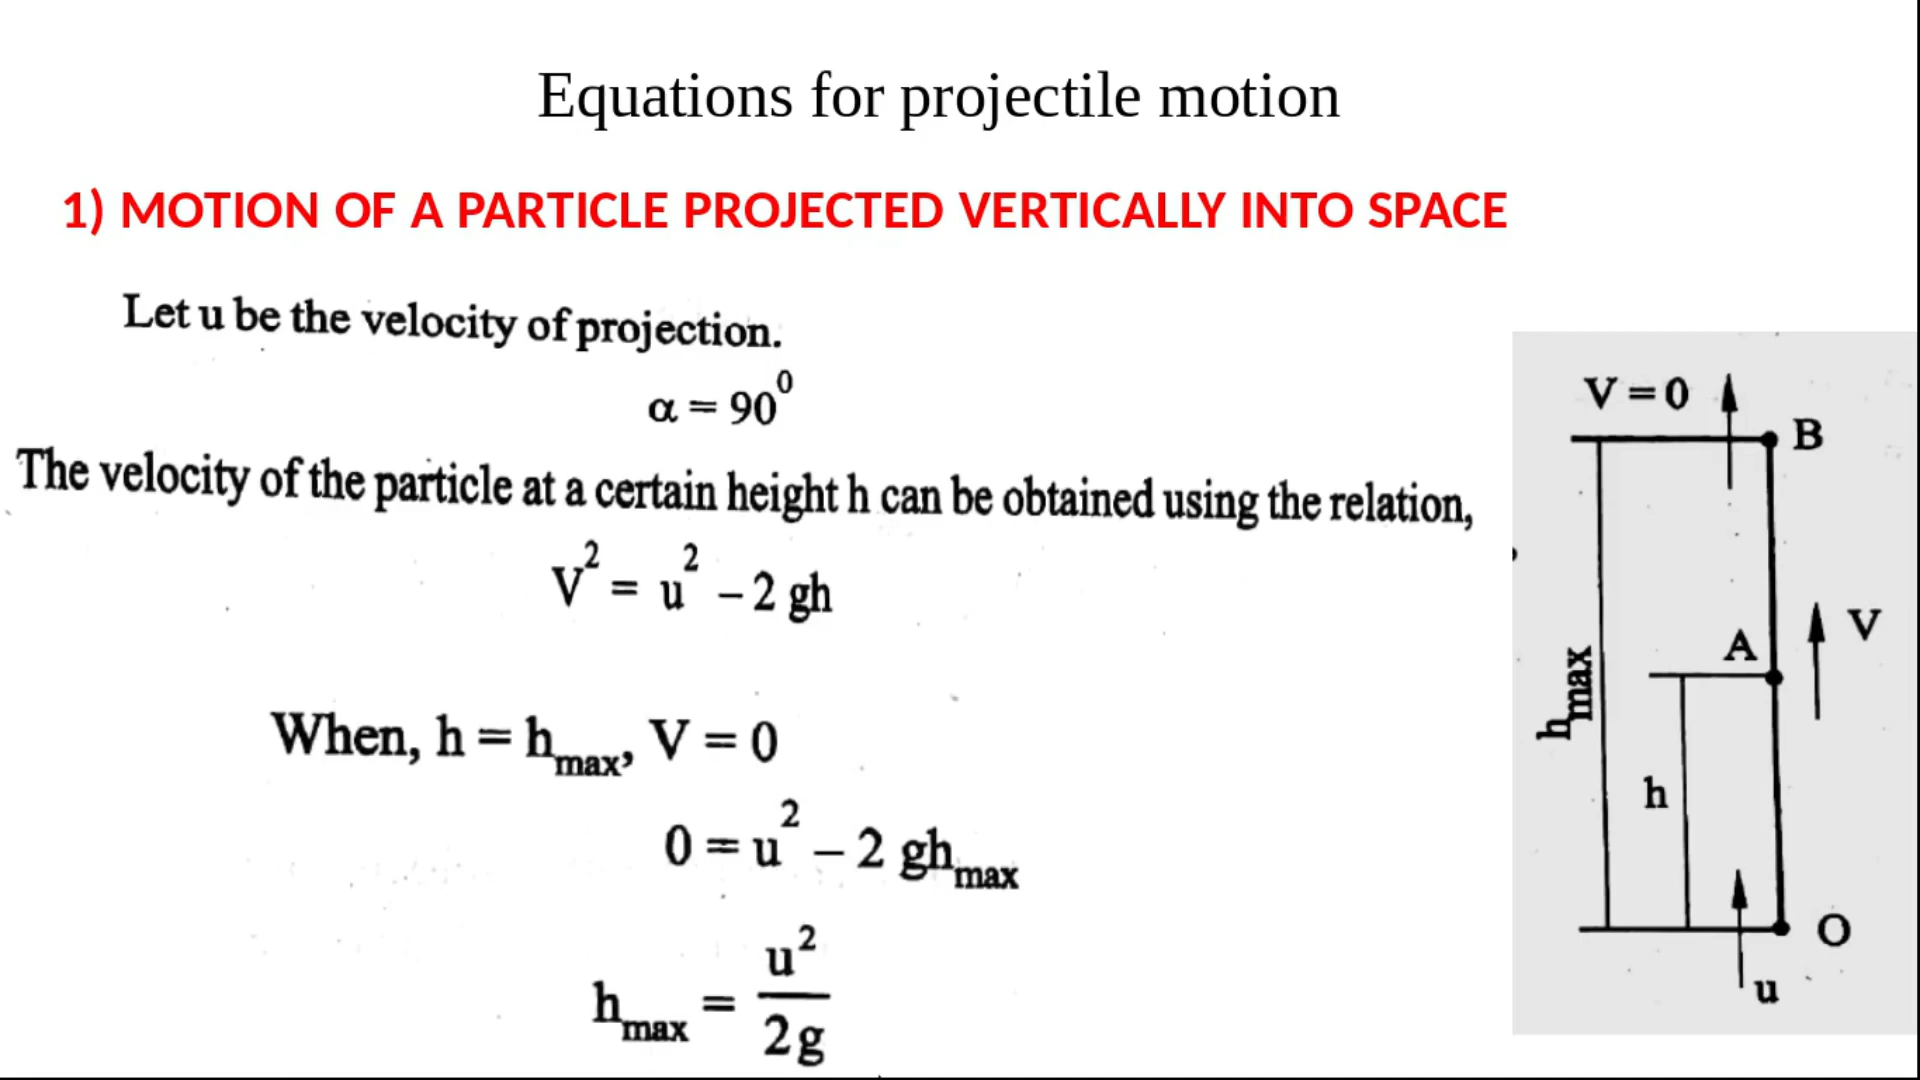 Equations for projectile motion
1) MOTION OF A PARTICLE PROJECTED VERTICALLY INTO SPACE
Let u be the velocity of projection.
α = 90⁰
The velocity of the particle at a certain height h can be obtained using the relation,
V² = u² – 2 gh
When, h = hmax, V = 0
0 = u² – 2 ghmax
hmax = u² / 2g
V = 0
B
A
V
hmax
h
O
u